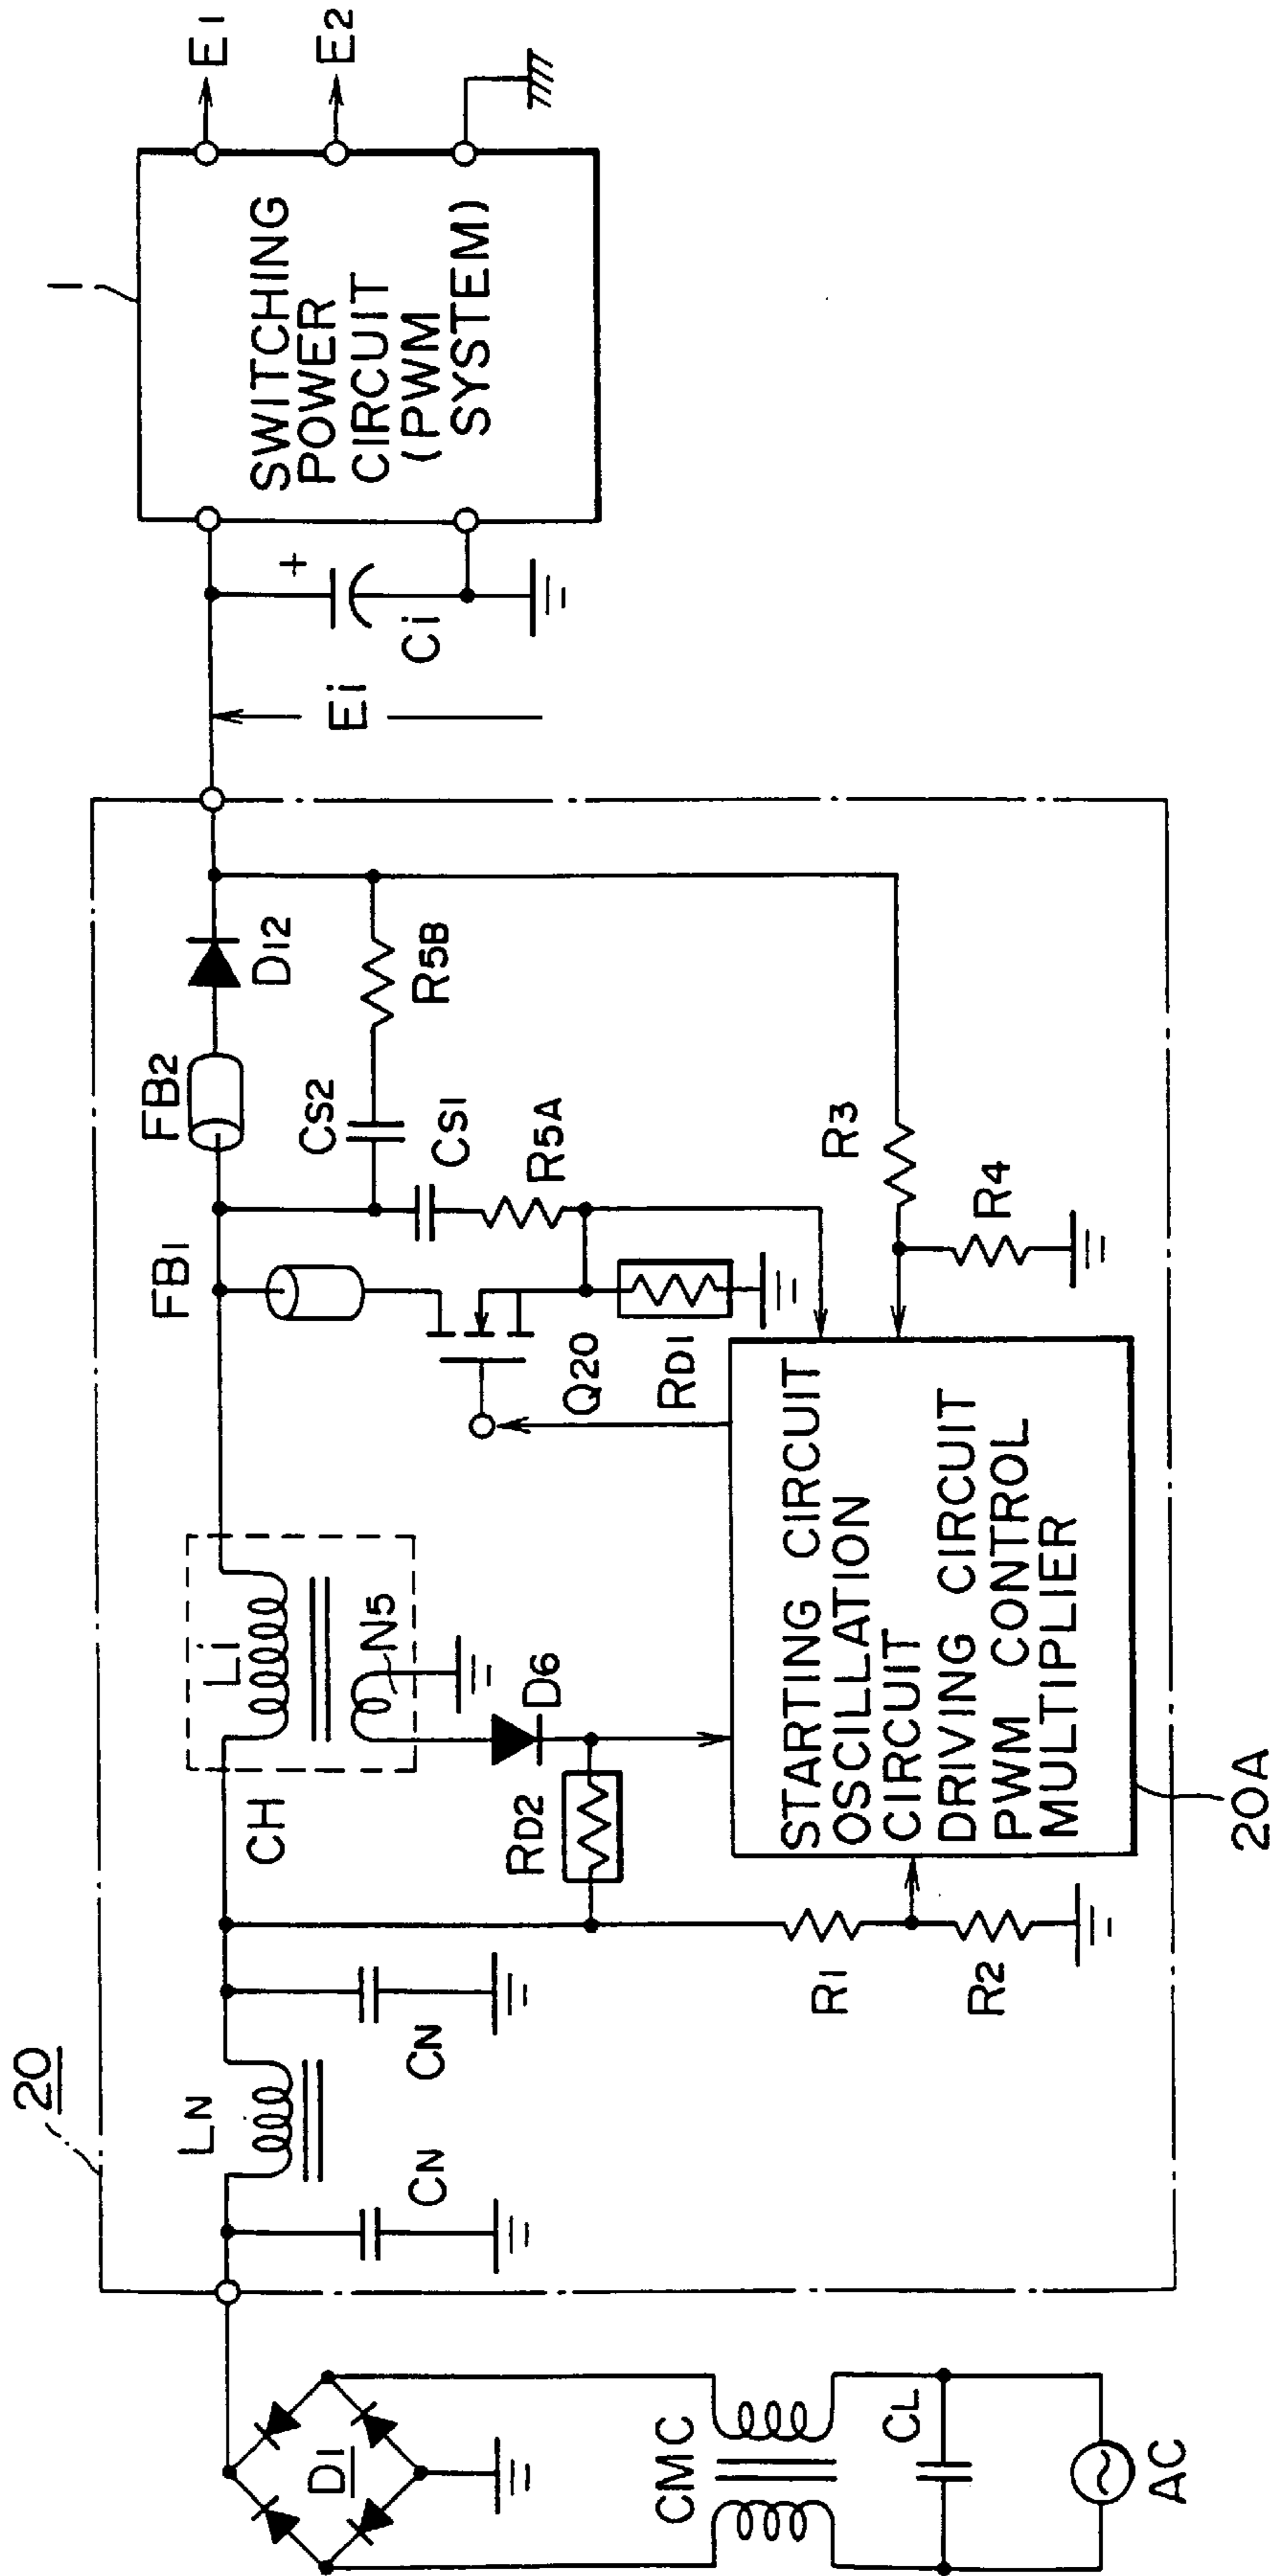 20
LN
CN
CN
CH
Li
N5
D6
RD2
R1
R2
FB1
FB2
D12
CS2
CS1
R5A
R5B
Q20
RD1
R3
R4
STARTING CIRCUIT
OSCILLATION
CIRCUIT
DRIVING CIRCUIT
PWM CONTROL
MULTIPLIER
20A
D1
CMC
CL
AC
Ei
+
Ci
1
SWITCHING
POWER
CIRCUIT
(PWM
SYSTEM)
E1
E2